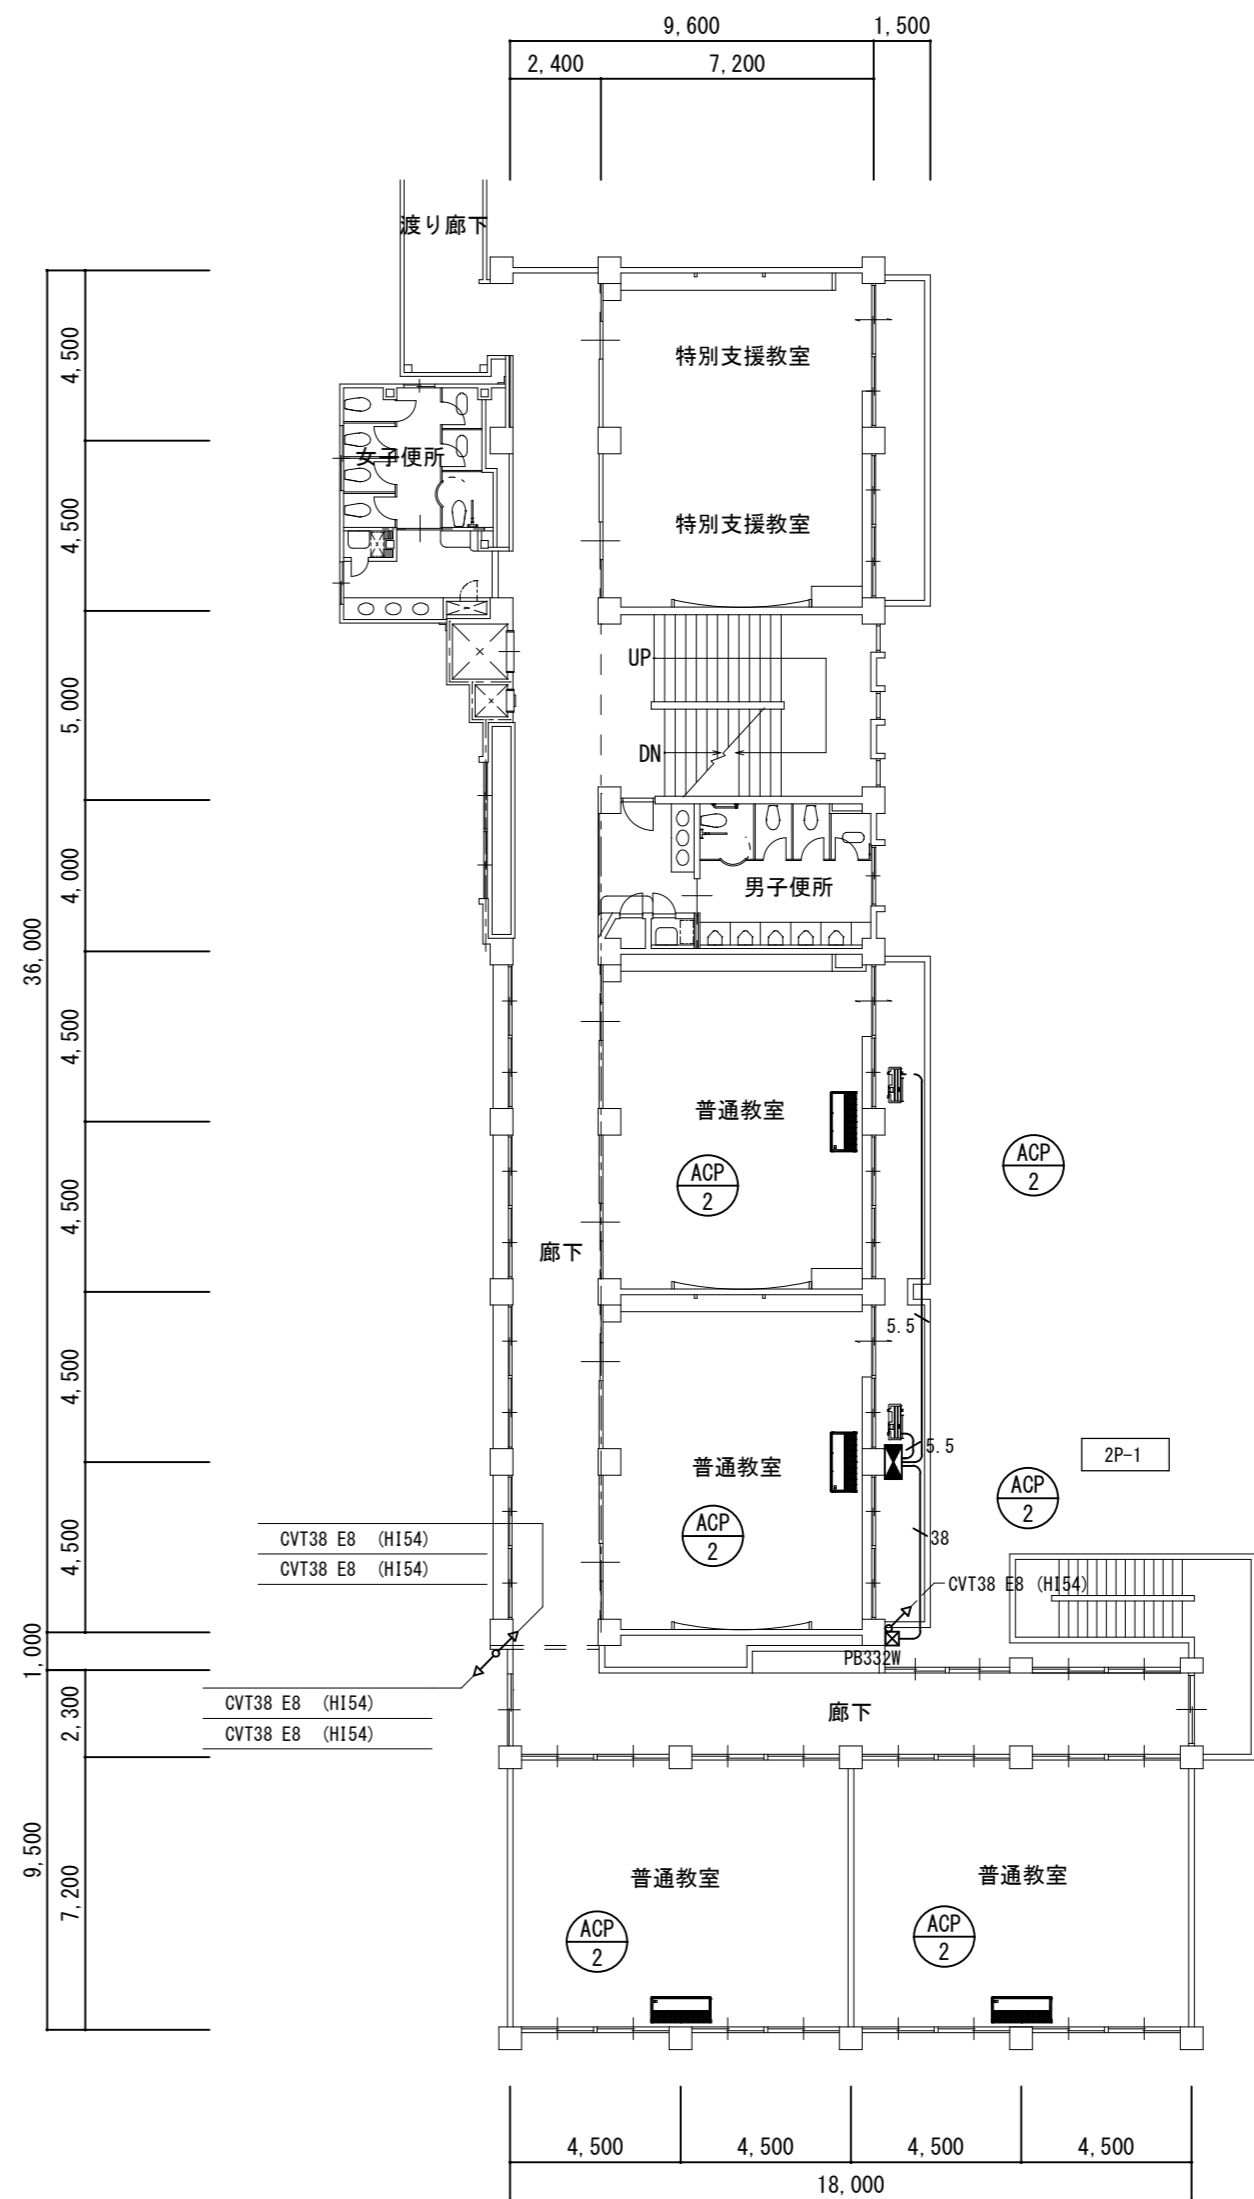 9,600
1,500
2,400
7,200
渡り廊下
4,500
特別支援教室
女子便所
4,500
特別支援教室
5,000
UP
DN
4,000
男子便所
36,000
4,500
普通教室
ACP
2
ACP
2
4,500
廊下
5.5
4,500
5.5
2P-1
普通教室
ACP
2
ACP
2
4,500
38
CVT38 E8 (HI54)
CVT38 E8 (HI54)
CVT38 E8 (HI54)
1,000
PB332W
CVT38 E8 (HI54)
CVT38 E8 (HI54)
2,300
廊下
9,500
7,200
普通教室
普通教室
ACP
2
ACP
2
4,500
4,500
4,500
4,500
18,000